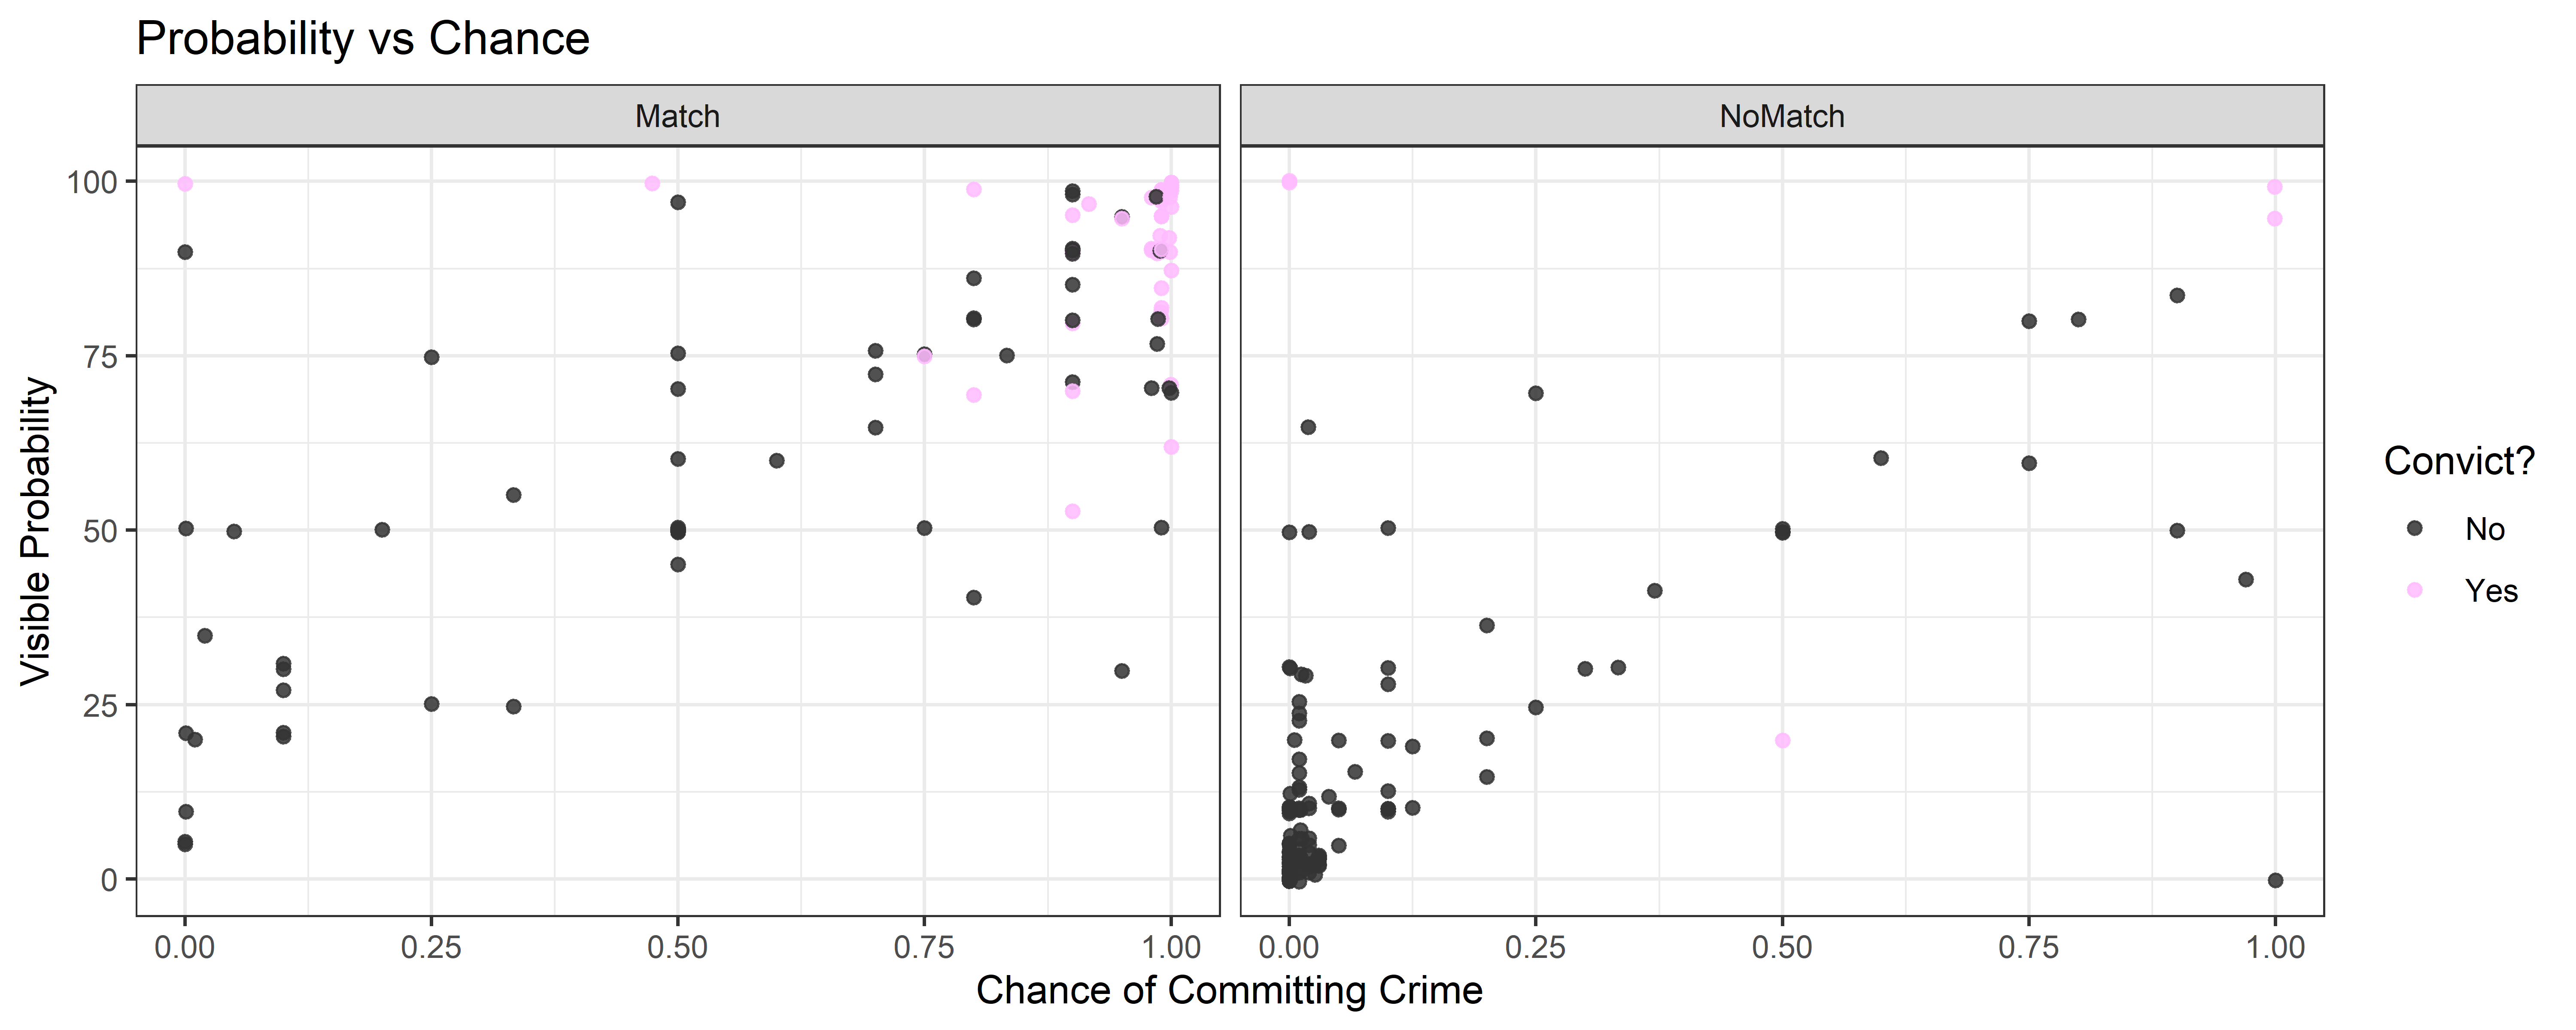 Probability vs Chance
Match
NoMatch
100
75
50
25
0
Visible Probability
0.00 0.25 0.50 0.75 1.00
0.00 0.25 0.50 0.75 1.00
Chance of Committing Crime
Convict?
No
Yes